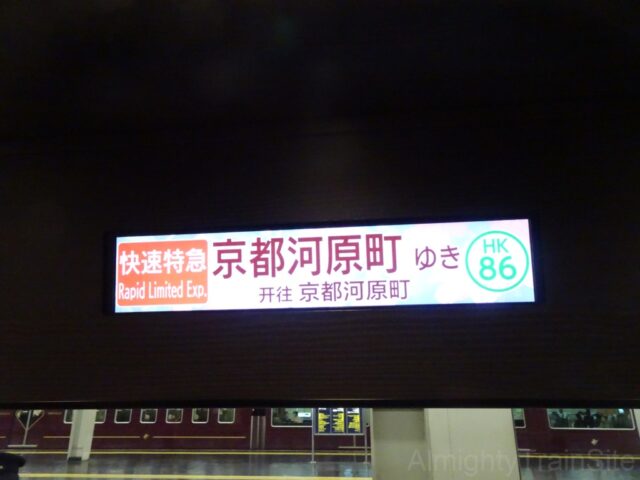 快速特急
Rapid Limited Exp.
京都河原町 ゆき
开往 京都河原町
HK
86
AlmightyTrainSite